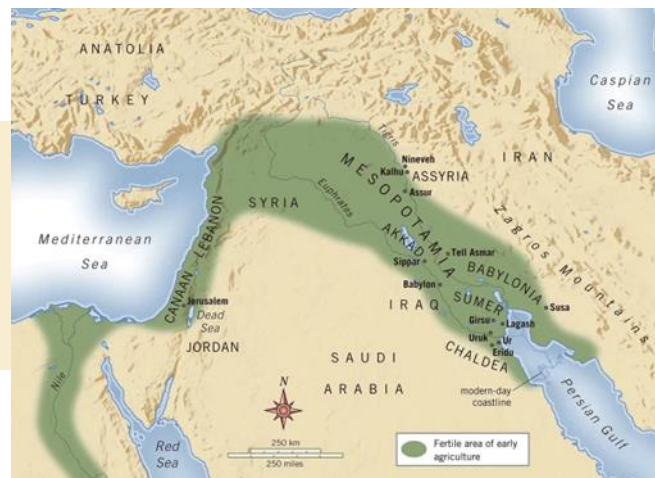 ANATOLIA
TURKEY
Caspian
Sea
Tigris
IRAN
Nineveh
Kalhu
ASSYRIA
Assur
MESOPOTAMIA
SYRIA
Euphrates
Zagros Mountains
Mediterranean
Sea
CANAAN - LEBANON
AKKAD
Tell Asmar
Sippar
BABYLONIA
Babylon
Jerusalem
Dead
Sea
IRAQ
SUMER
Susa
Girsu
Lagash
Uruk
Ur
Eridu
JORDAN
CHALDEA
SAUDI
ARABIA
modern-day
coastline
Persian Gulf
Nile
N
Red
Sea
250 km
250 miles
Fertile area of early
agriculture